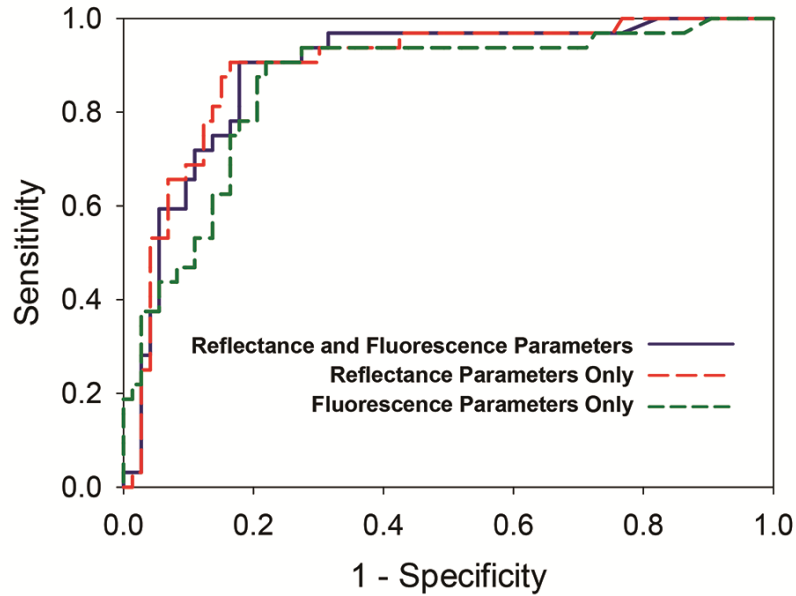 1.0
0.8
0.6
0.4
0.2
0.0
Sensitivity
Reflectance and Fluorescence Parameters
Reflectance Parameters Only
Fluorescence Parameters Only
0.0 0.2 0.4 0.6 0.8 1.0
1 - Specificity